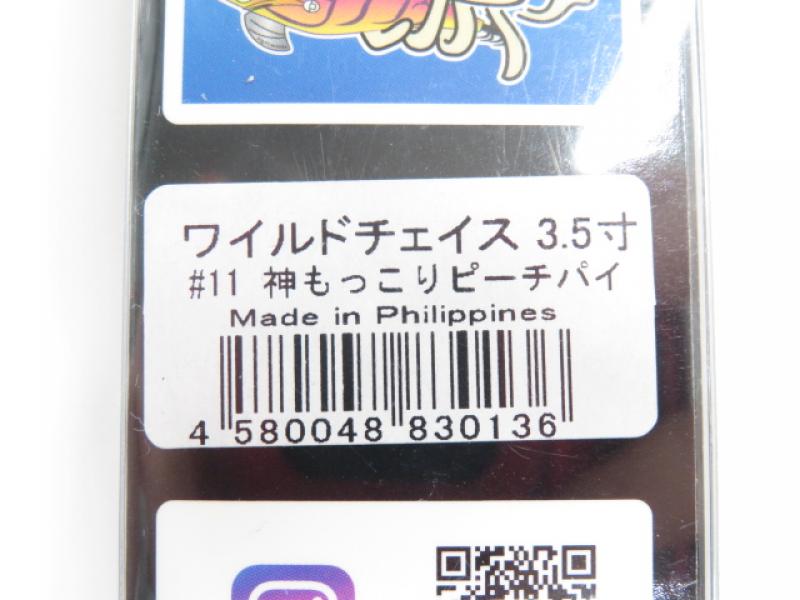 ワイルドチェイス 3.5寸
#11 神もっこりピーチパイ
Made in Philippines
4 580048 830136